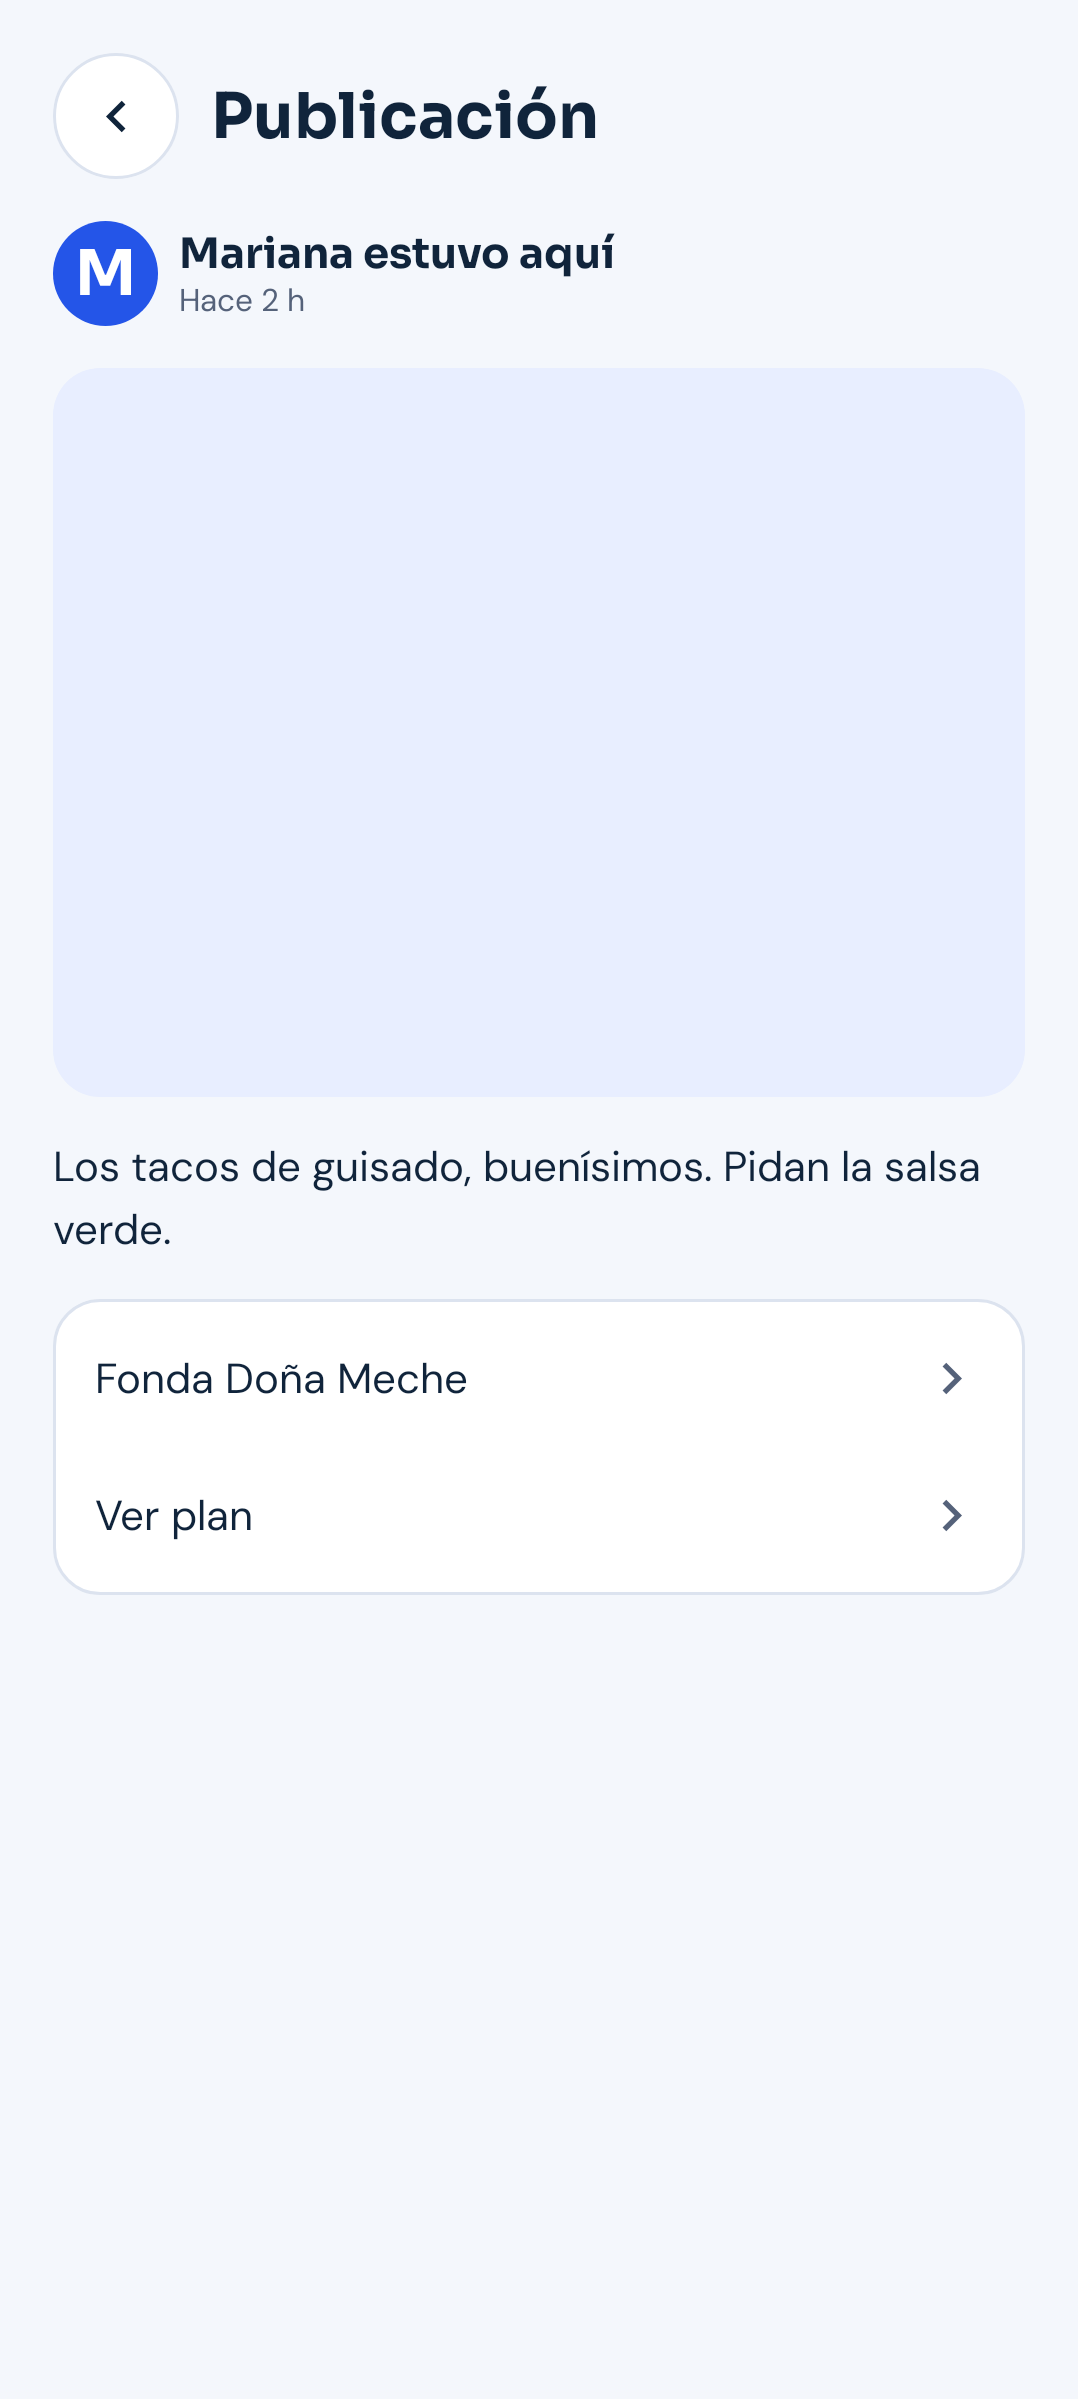 Publicación
M
Mariana estuvo aquí
Hace 2 h
Los tacos de guisado, buenísimos. Pidan la salsa
verde.
Fonda Doña Meche
Ver plan